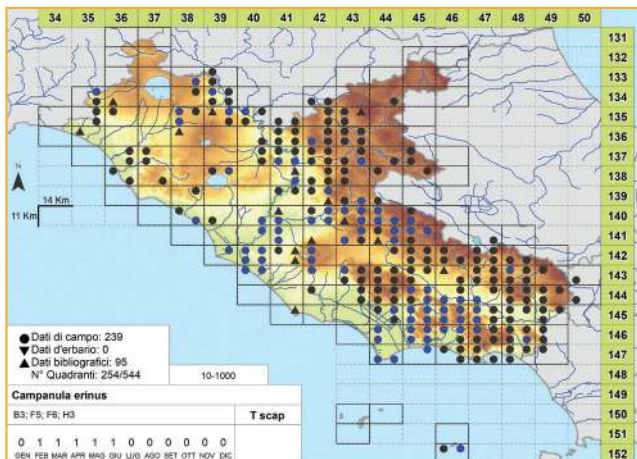 34 35 36 37 38 39 40 41 42 43 44 45 46 47 48 49 50
131
132
133
134
135
136
137
138
139
140
141
142
143
144
145
146
147
148
149
150
151
152
N
14 Km
11 Km
Dati di campo: 239
Dati d'erbario: 0
Dati bibliografici: 95
N° Quadranti: 254/544
10-1000
Campanula erinus
B3; F5; F6; H3
T scap
0 1 1 1 1 1 0 0 0 0 0 0
GEN FEB MAR APR MAG GIU LUG AGO SET OTT NOV DIC